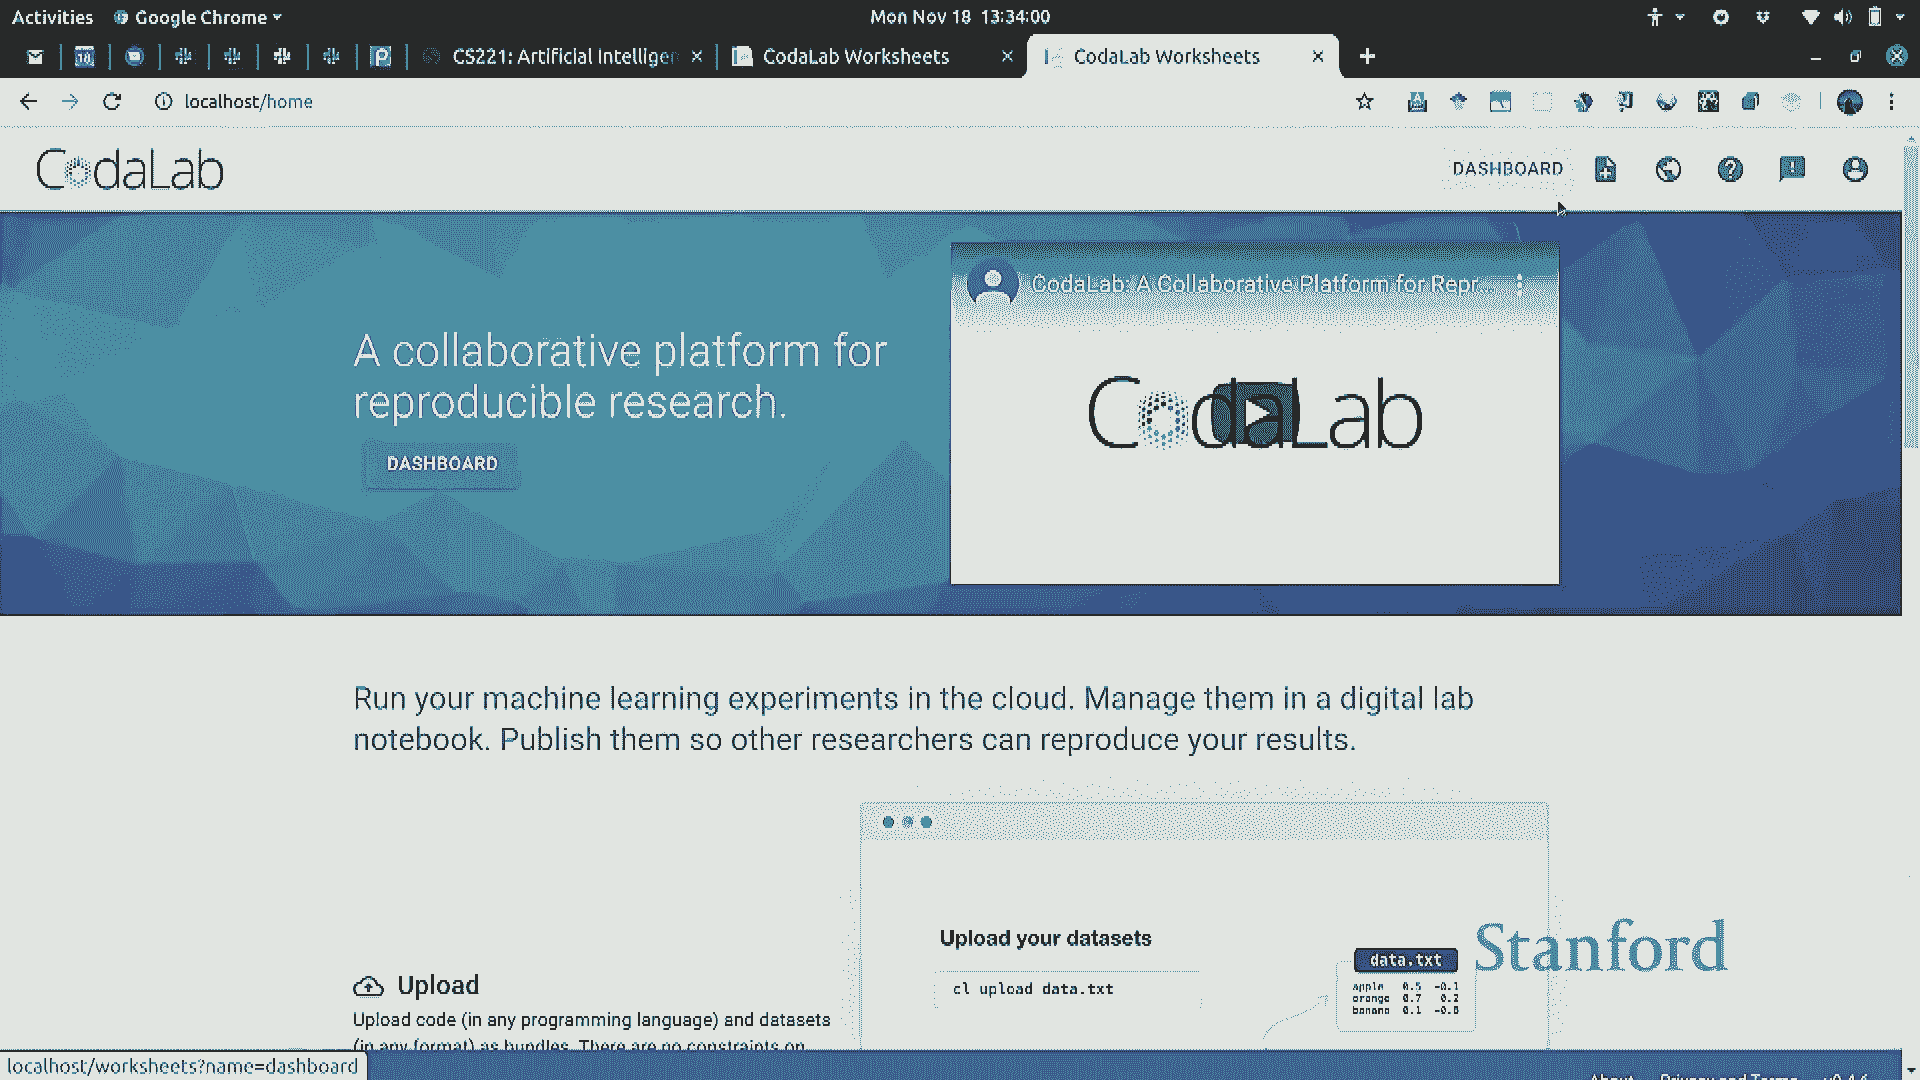 Activities Google Chrome Mon Nov 18 13:34:00
18 CS221: Artificial Intelligen CodaLab Worksheets CodaLab Worksheets
localhost/home
CodaLab DASHBOARD
CodaLab: A Collaborative Platform for Repr...
A collaborative platform for
reproducible research.
CodaLab
DASHBOARD
Run your machine learning experiments in the cloud. Manage them in a digital lab
notebook. Publish them so other researchers can reproduce your results.
Upload your datasets
cl upload data.txt
data.txt
apple 0.5 -0.1
orange 0.7 0.2
banana 0.1 -0.8
Stanford
Upload
Upload code (in any programming language) and datasets
(in any format) as bundles. There are no constraints on
localhost/worksheets?name=dashboard
About Privacy and Terms v0.4.6